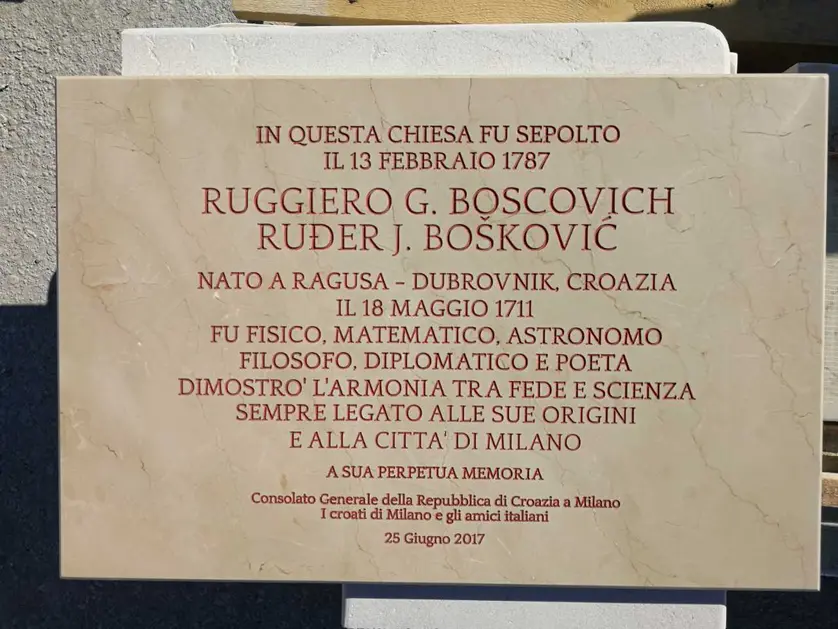 IN QUESTA CHIESA FU SEPOLTO
IL 13 FEBBRAIO 1787
RUGGIERO G. BOSCOVICH
RUĐER J. BOŠKOVIĆ
NATO A RAGUSA – DUBROVNIK, CROAZIA
IL 18 MAGGIO 1711
FU FISICO, MATEMATICO, ASTRONOMO
FILOSOFO, DIPLOMATICO E POETA
DIMOSTRO' L'ARMONIA TRA FEDE E SCIENZA
SEMPRE LEGATO ALLE SUE ORIGINI
E ALLA CITTA' DI MILANO
A SUA PERPETUA MEMORIA
Consolato Generale della Repubblica di Croazia a Milano
I croati di Milano e gli amici italiani
25 Giugno 2017